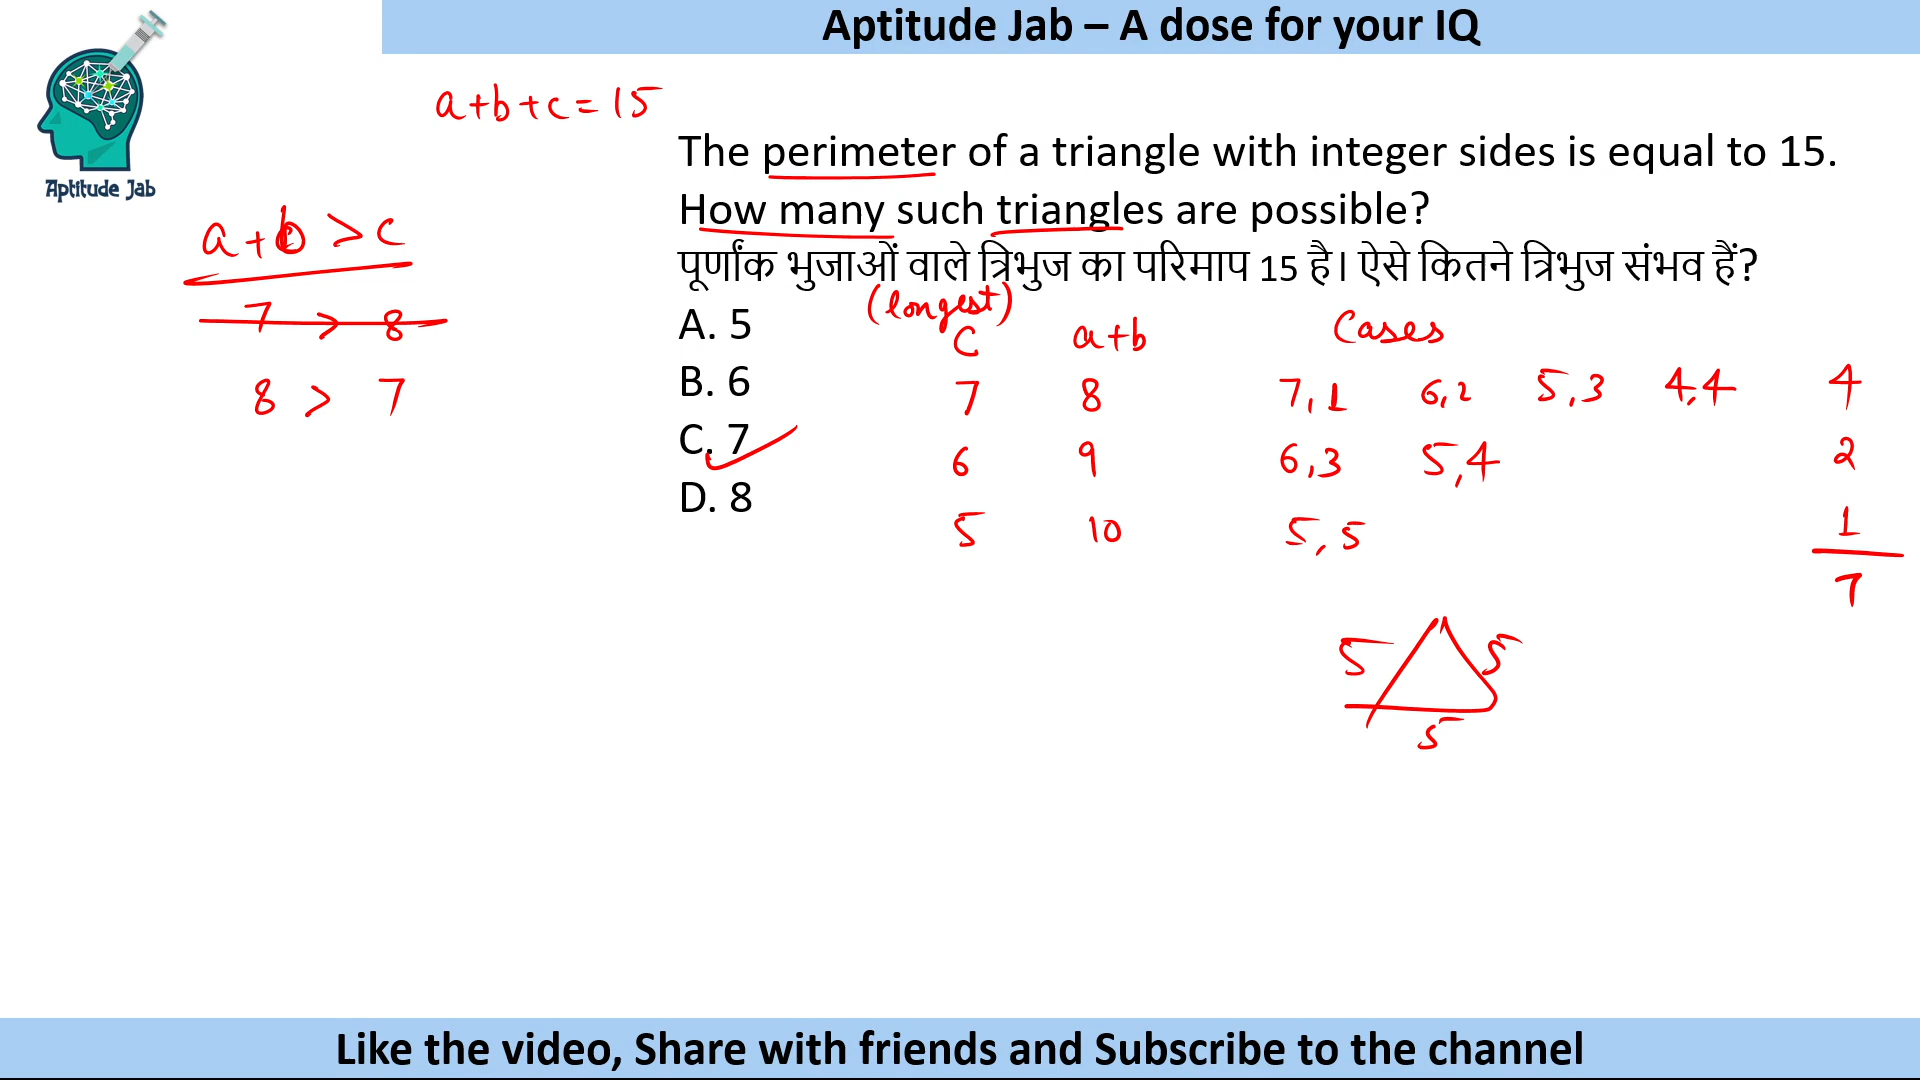 Aptitude Jab – A dose for your IQ
Aptitude Jab
a+b+c=15
The perimeter of a triangle with integer sides is equal to 15.
How many such triangles are possible?
पूर्णांक भुजाओं वाले त्रिभुज का परिमाप 15 है। ऐसे कितने त्रिभुज संभव हैं?
A. 5
B. 6
C. 7
D. 8
a+b > c
7 > 8
8 > 7
(longest)
C a+b Cases
7 8 7,1 6,2 5,3 4,4 4
6 9 6,3 5,4 2
5 10 5,5 1
7
5 5
5
Like the video, Share with friends and Subscribe to the channel